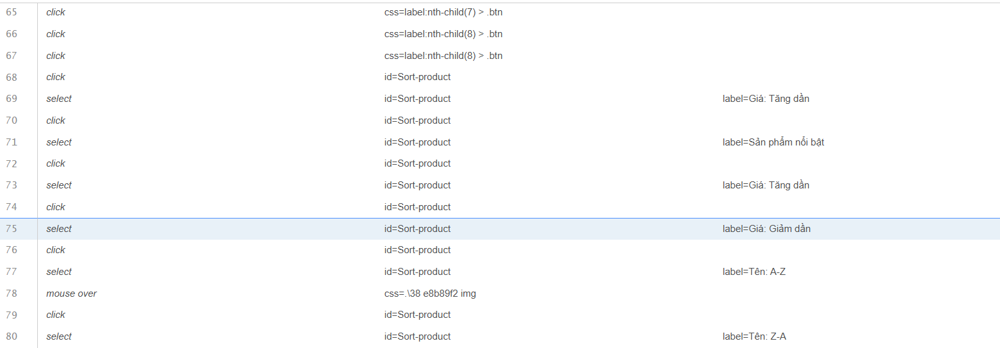 65 click css=label:nth-child(7) > .btn
66 click css=label:nth-child(8) > .btn
67 click css=label:nth-child(8) > .btn
68 click id=Sort-product
69 select id=Sort-product label=Giá: Tăng dần
70 click id=Sort-product
71 select id=Sort-product label=Sản phẩm nổi bật
72 click id=Sort-product
73 select id=Sort-product label=Giá: Tăng dần
74 click id=Sort-product
75 select id=Sort-product label=Giá: Giảm dần
76 click id=Sort-product
77 select id=Sort-product label=Tên: A-Z
78 mouse over css=.\38 e8b89f2 img
79 click id=Sort-product
80 select id=Sort-product label=Tên: Z-A